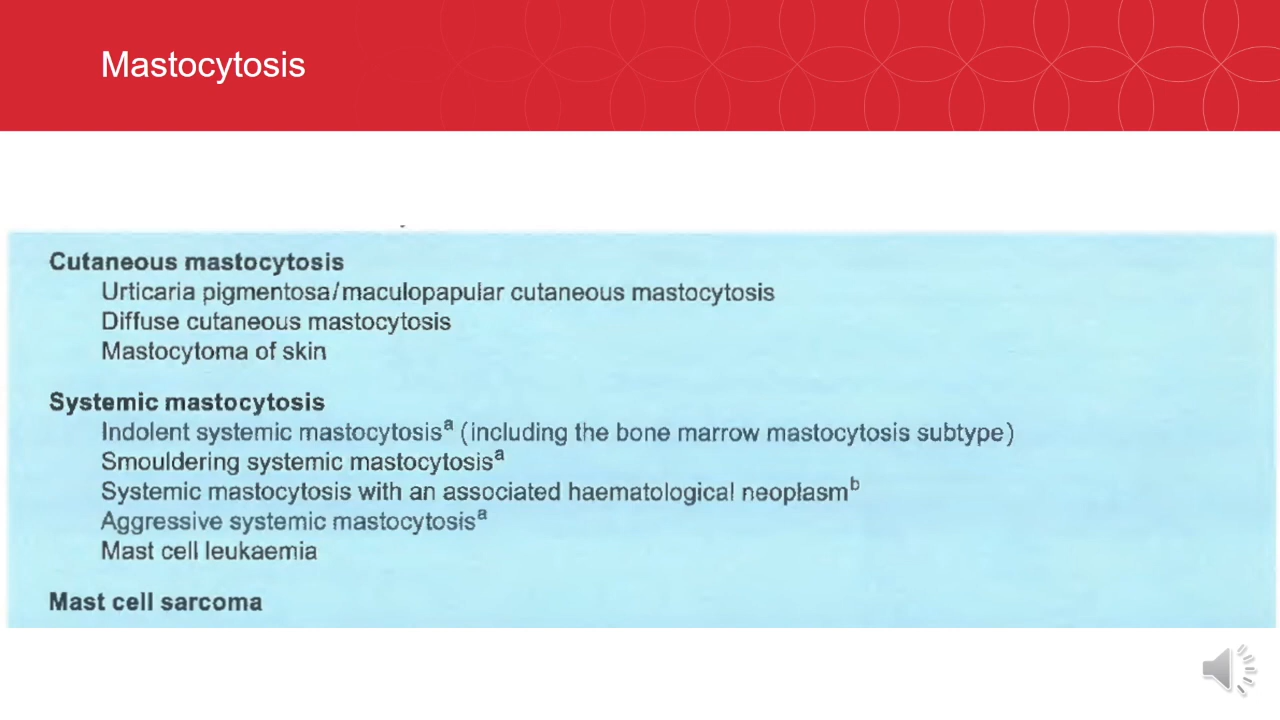 Mastocytosis
Cutaneous mastocytosis
Urticaria pigmentosa/maculopapular cutaneous mastocytosis
Diffuse cutaneous mastocytosis
Mastocytoma of skin
Systemic mastocytosis
Indolent systemic mastocytosisª (including the bone marrow mastocytosis subtype)
Smouldering systemic mastocytosisª
Systemic mastocytosis with an associated haematological neoplasmᵇ
Aggressive systemic mastocytosisª
Mast cell leukaemia
Mast cell sarcoma